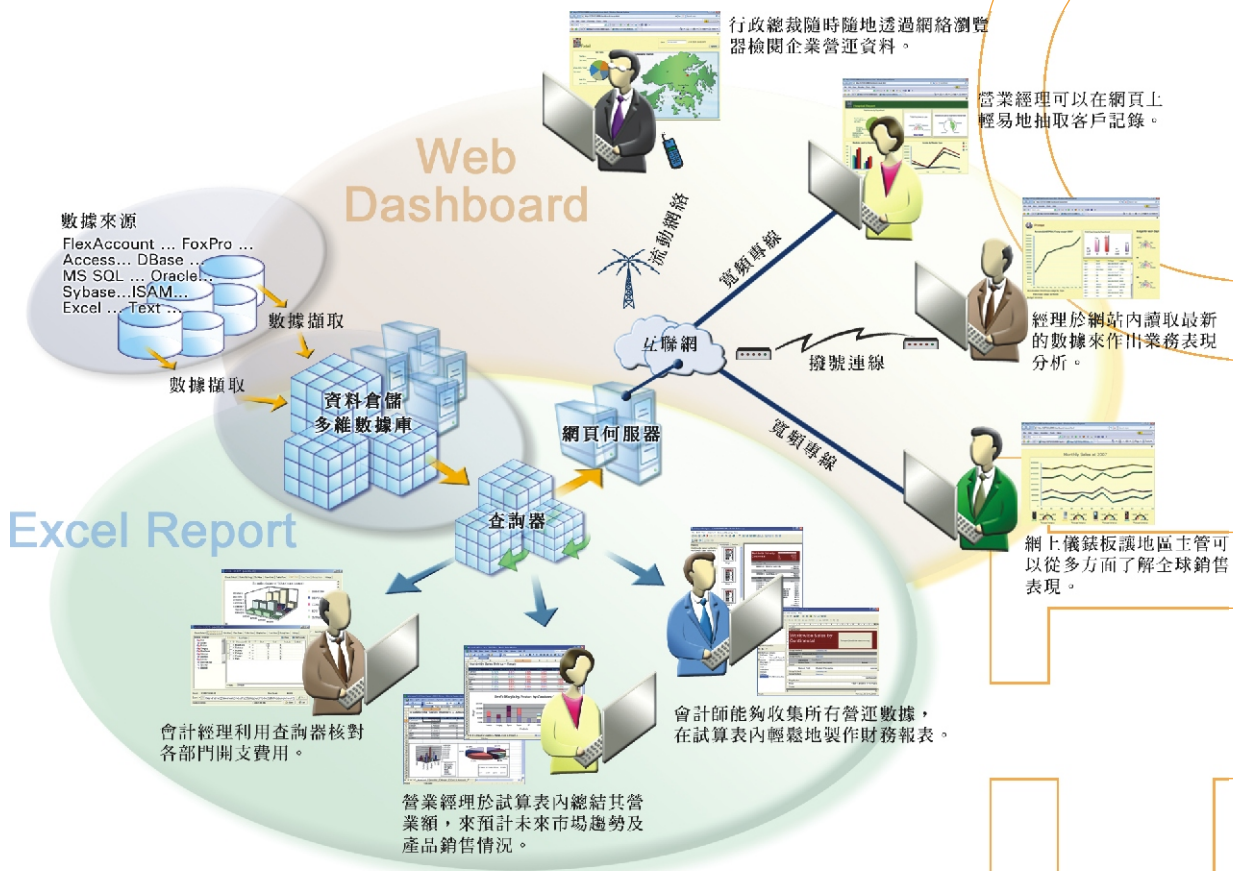 行政總裁隨時隨地透過網絡瀏覽
器檢閱企業營運資料。
營業經理可以在網頁上
輕易地抽取客戶記錄。
Web
Dashboard
數據來源
FlexAccount ... FoxPro ...
Access... DBase ...
MS SQL ... Oracle...
Sybase...ISAM...
Excel ... Text ...
數據擷取
數據擷取
流動網絡
寬頻專線
互聯網
撥號連線
寬頻專線
經理於網站內讀取最新
的數據來作出業務表現
分析。
資料倉儲
多維數據庫
網頁伺服器
查詢器
Excel Report
Monthly Sales in 2007
網上儀錶板讓地區主管可
以從多方面了解全球銷售
表現。
會計經理利用查詢器核對
各部門開支費用。
會計師能夠收集所有營運數據，
在試算表內輕鬆地製作財務報表。
營業經理於試算表內總結其營
業額，來預計未來市場趨勢及
產品銷售情況。